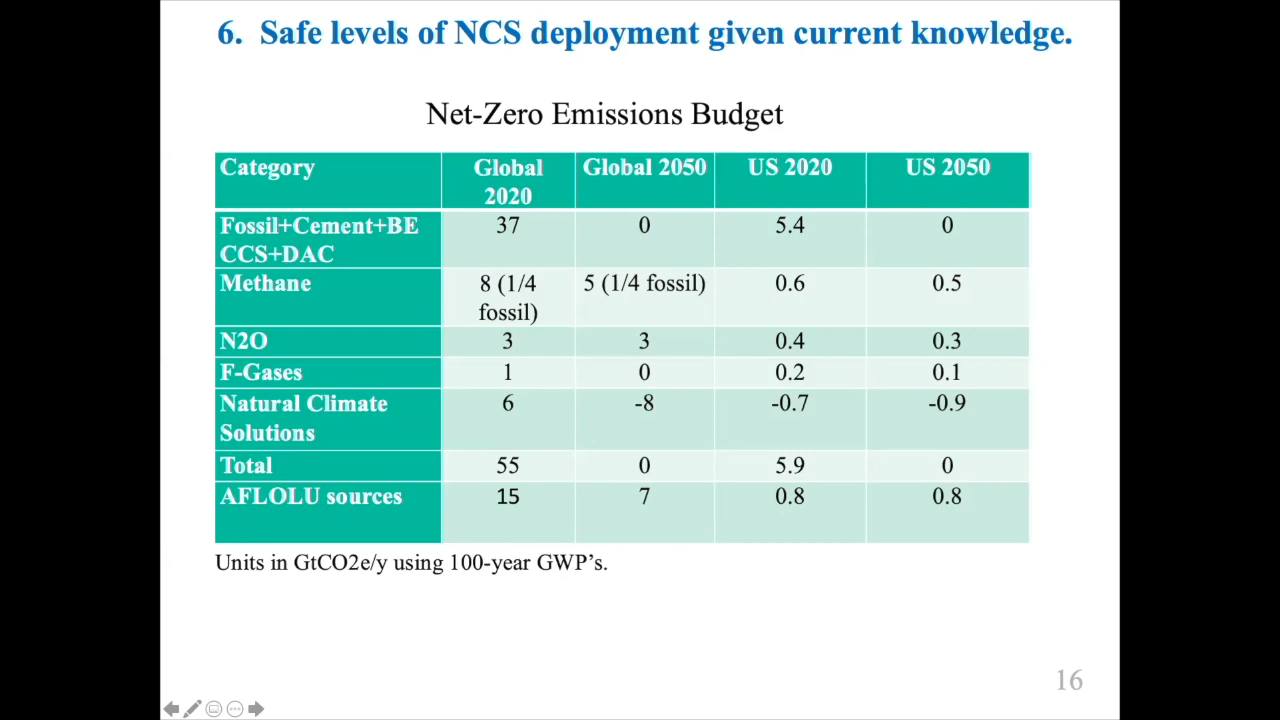 6. Safe levels of NCS deployment given current knowledge.
Net-Zero Emissions Budget
Category Global 2020 Global 2050 US 2020 US 2050
Fossil+Cement+BE CCS+DAC 37 0 5.4 0
Methane 8 (1/4 fossil) 5 (1/4 fossil) 0.6 0.5
N2O 3 3 0.4 0.3
F-Gases 1 0 0.2 0.1
Natural Climate Solutions 6 -8 -0.7 -0.9
Total 55 0 5.9 0
AFLOLU sources 15 7 0.8 0.8
Units in GtCO2e/y using 100-year GWP’s.
16